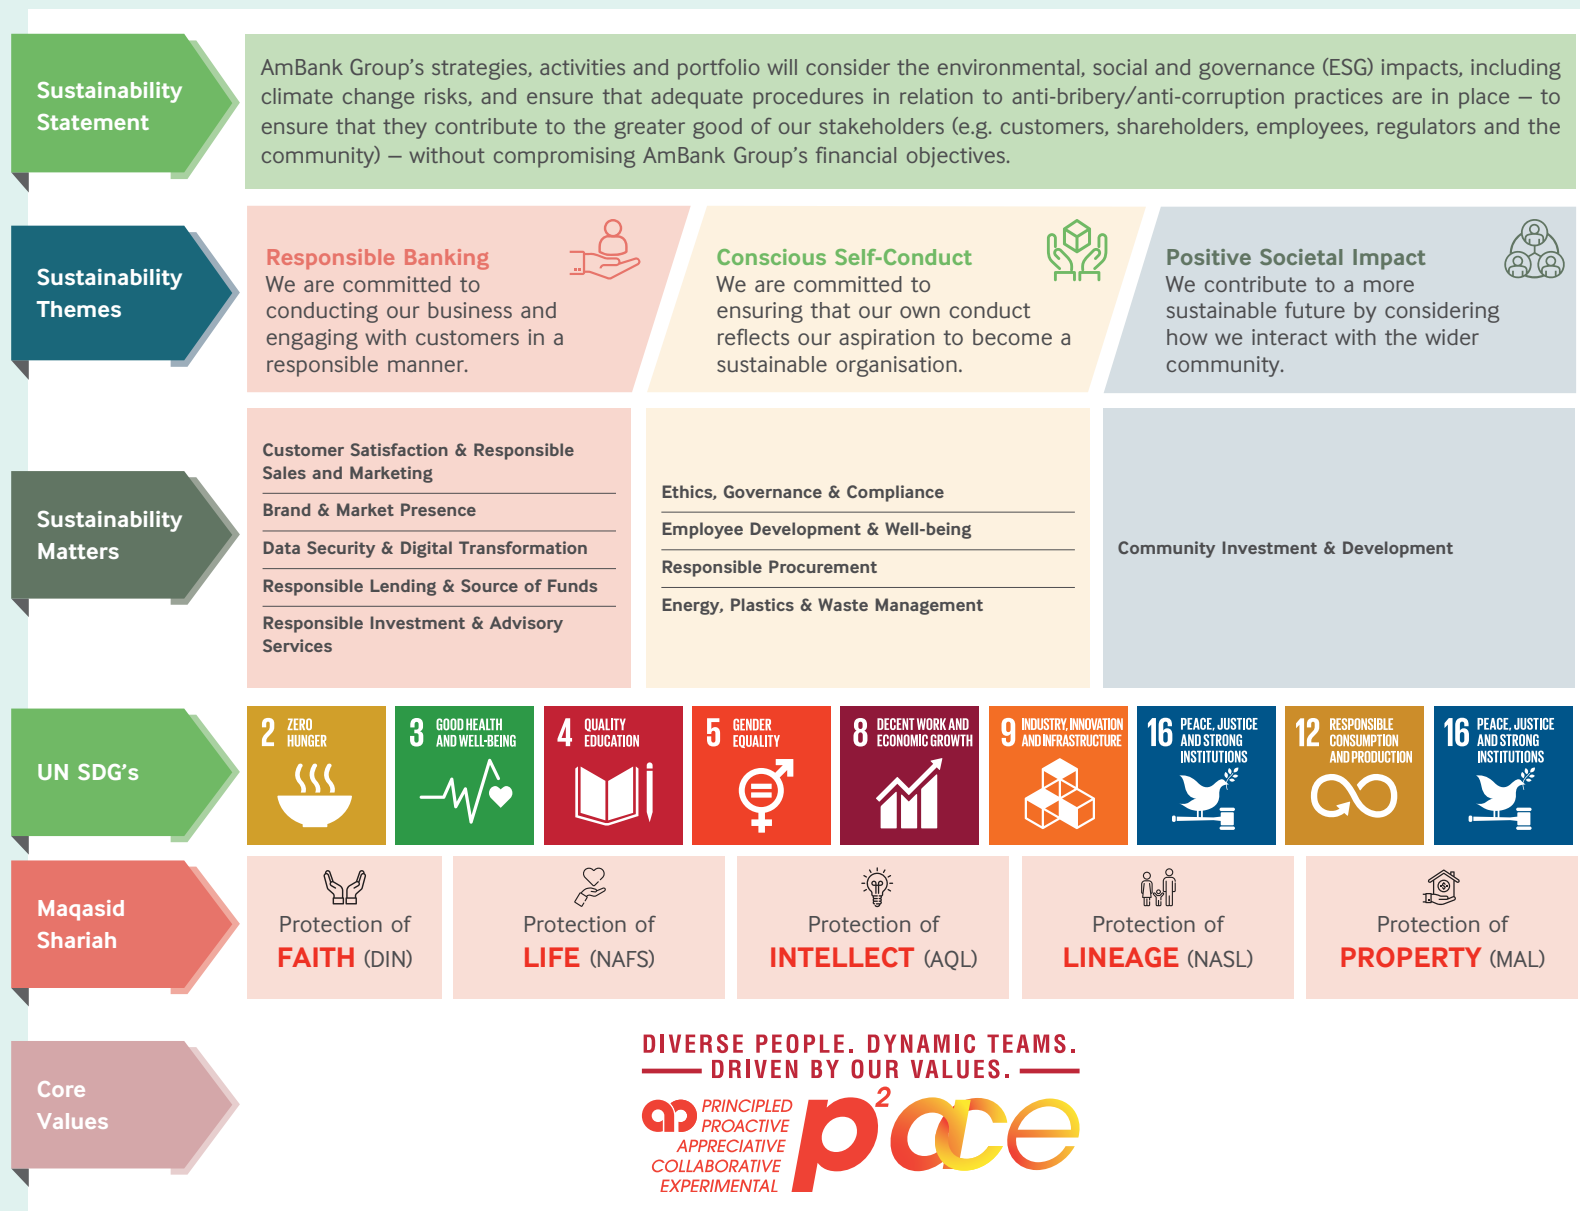 Sustainability
Statement
AmBank Group's strategies, activities and portfolio will consider the environmental, social and governance (ESG) impacts, including
climate change risks, and ensure that adequate procedures in relation to anti-bribery/anti-corruption practices are in place – to
ensure that they contribute to the greater good of our stakeholders (e.g. customers, shareholders, employees, regulators and the
community) – without compromising AmBank Group's financial objectives.
Sustainability
Themes
Responsible Banking
We are committed to
conducting our business and
engaging with customers in a
responsible manner.
Conscious Self-Conduct
We are committed to
ensuring that our own conduct
reflects our aspiration to become a
sustainable organisation.
Positive Societal Impact
We contribute to a more
sustainable future by considering
how we interact with the wider
community.
Sustainability
Matters
Customer Satisfaction & Responsible
Sales and Marketing
Brand & Market Presence
Data Security & Digital Transformation
Responsible Lending & Source of Funds
Responsible Investment & Advisory
Services
Ethics, Governance & Compliance
Employee Development & Well-being
Responsible Procurement
Energy, Plastics & Waste Management
Community Investment & Development
UN SDG's
2 ZERO
HUNGER
3 GOOD HEALTH
AND WELL-BEING
4 QUALITY
EDUCATION
5 GENDER
EQUALITY
8 DECENT WORK AND
ECONOMIC GROWTH
9 INDUSTRY, INNOVATION
AND INFRASTRUCTURE
16 PEACE, JUSTICE
AND STRONG
INSTITUTIONS
12 RESPONSIBLE
CONSUMPTION
AND PRODUCTION
16 PEACE, JUSTICE
AND STRONG
INSTITUTIONS
Maqasid
Shariah
Protection of
FAITH (DIN)
Protection of
LIFE (NAFS)
Protection of
INTELLECT (AQL)
Protection of
LINEAGE (NASL)
Protection of
PROPERTY (MAL)
Core
Values
DIVERSE PEOPLE. DYNAMIC TEAMS.
DRIVEN BY OUR VALUES.
PRINCIPLED
PROACTIVE
APPRECIATIVE
COLLABORATIVE
EXPERIMENTAL
p²ace